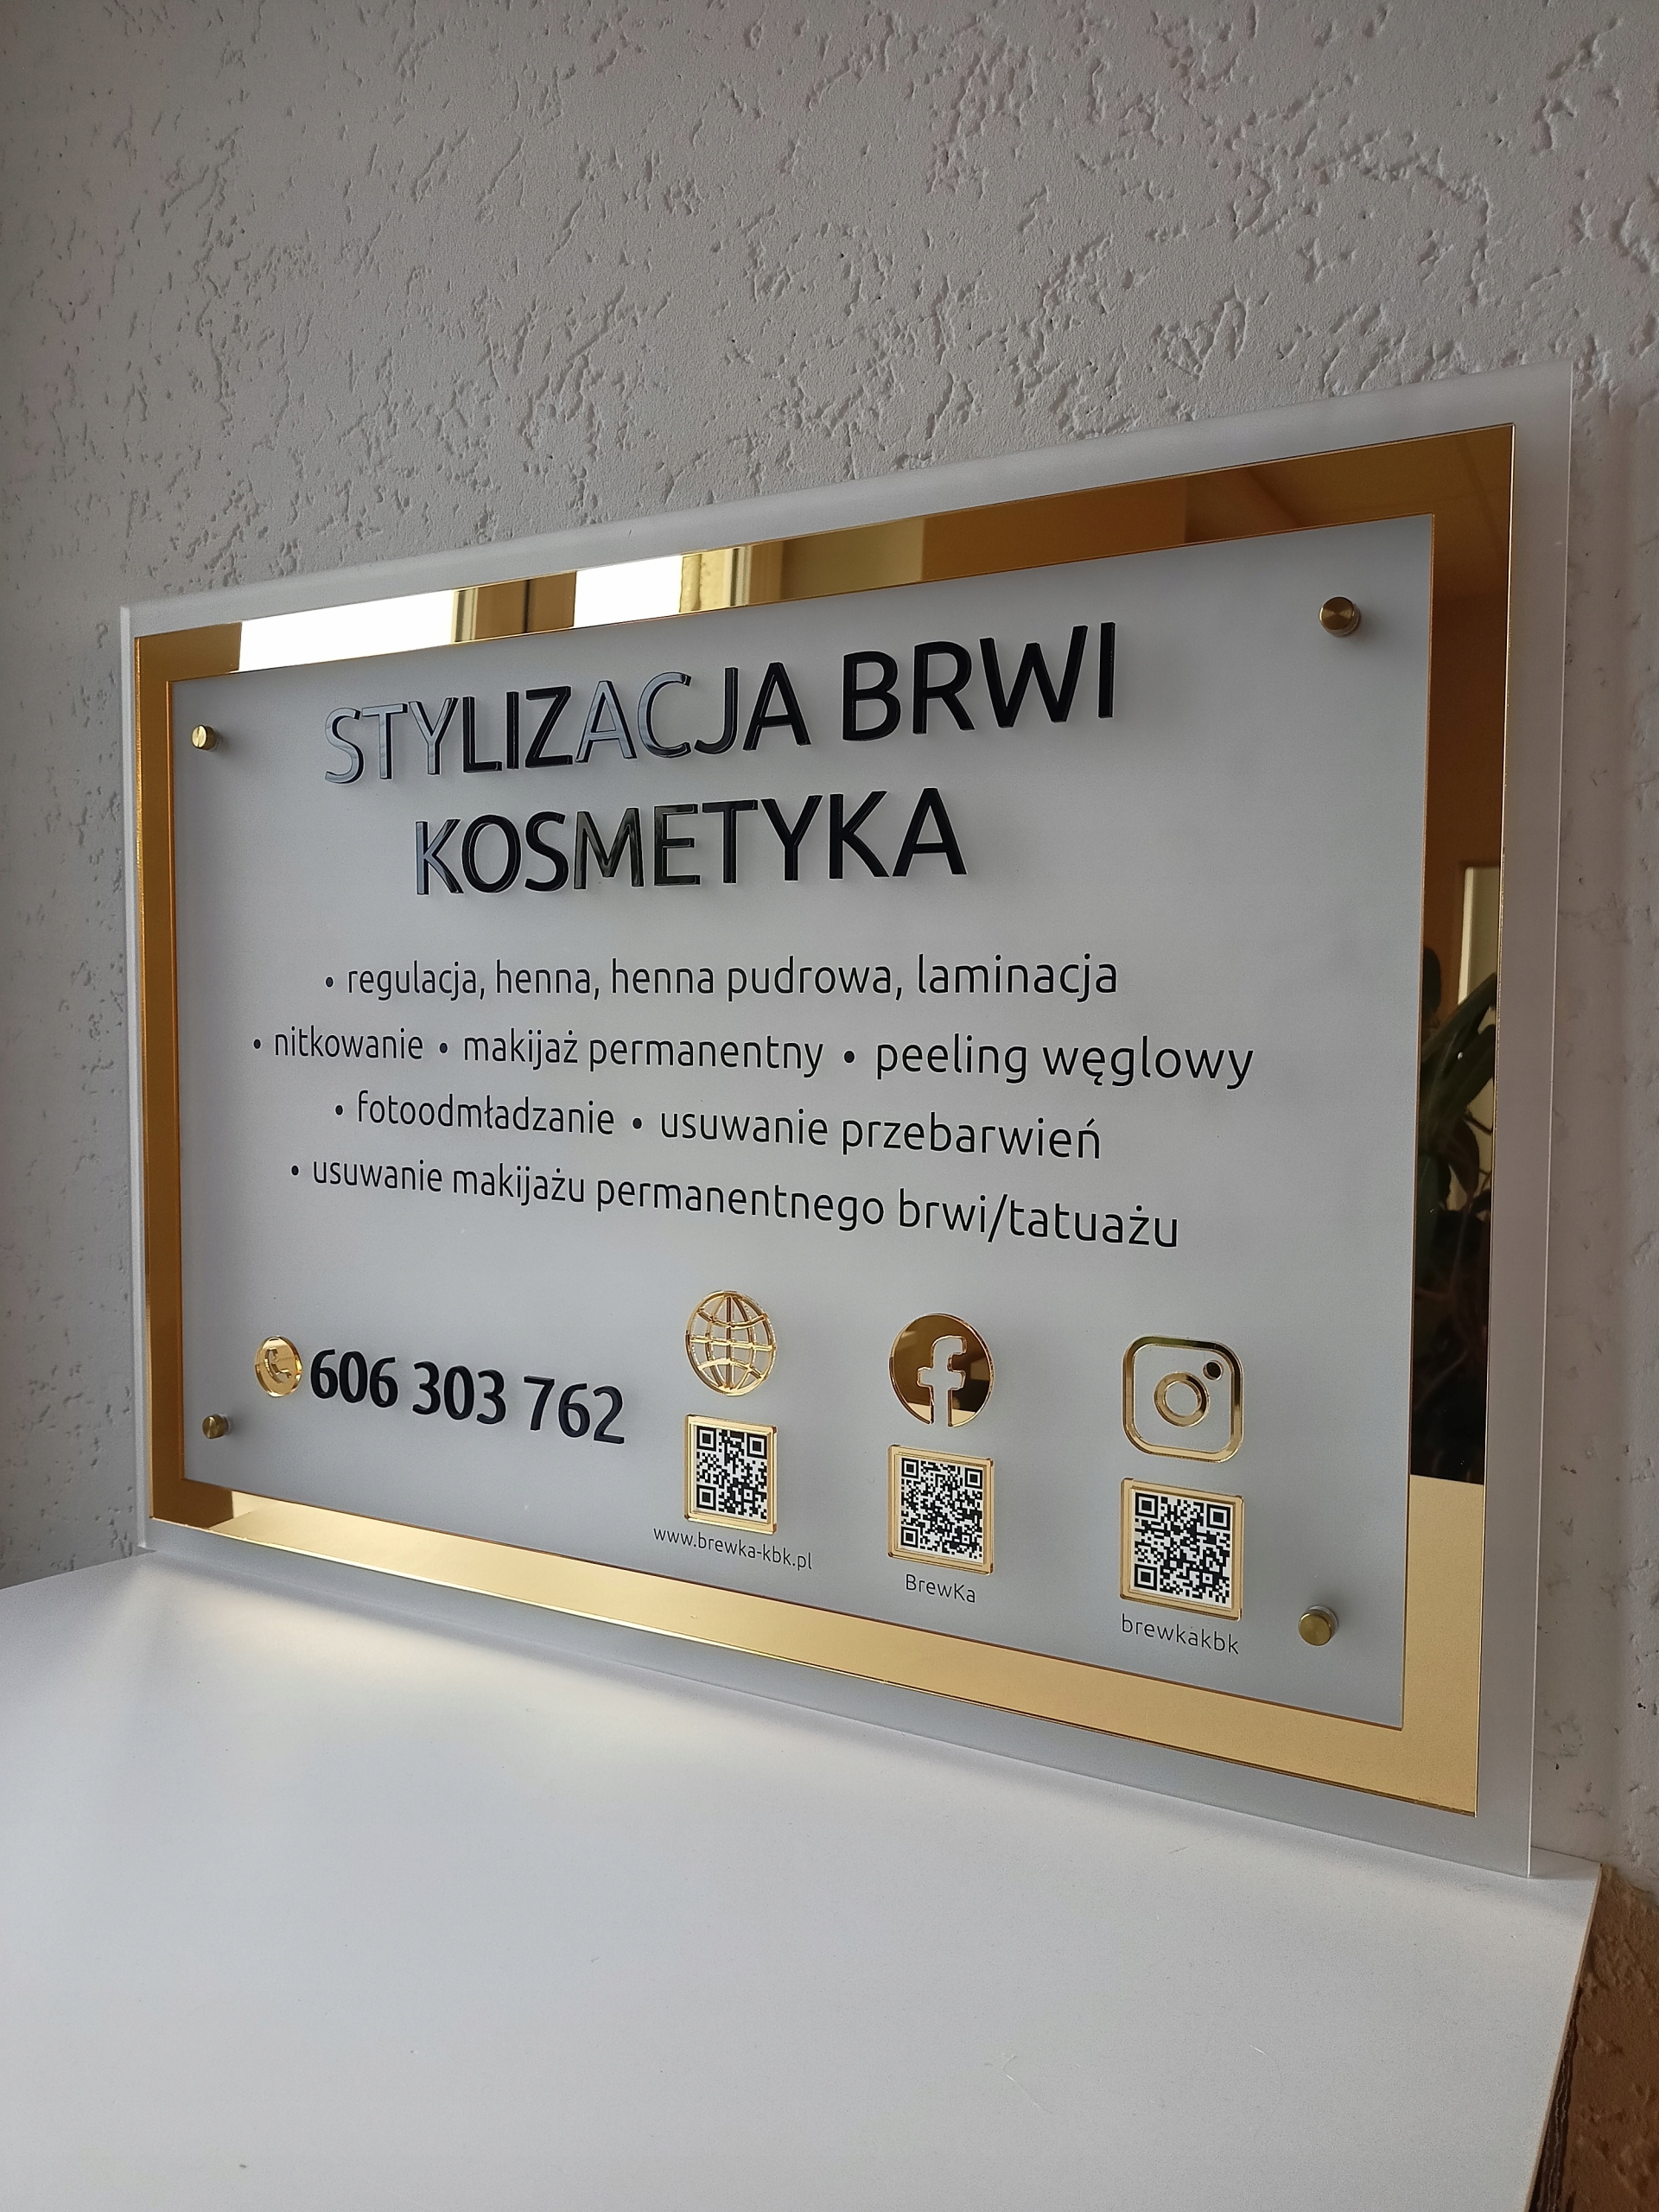 STYLIZACJA BRWI
KOSMETYKA
• regulacja, henna, henna pudrowa, laminacja
• nitkowanie • makijaż permanentny • peeling węglowy
• fotoodmładzanie • usuwanie przebarwień
• usuwanie makijażu permanentnego brwi/tatuażu
606 303 762
www.brewka-kbk.pl
BrewKa
brewkakbk